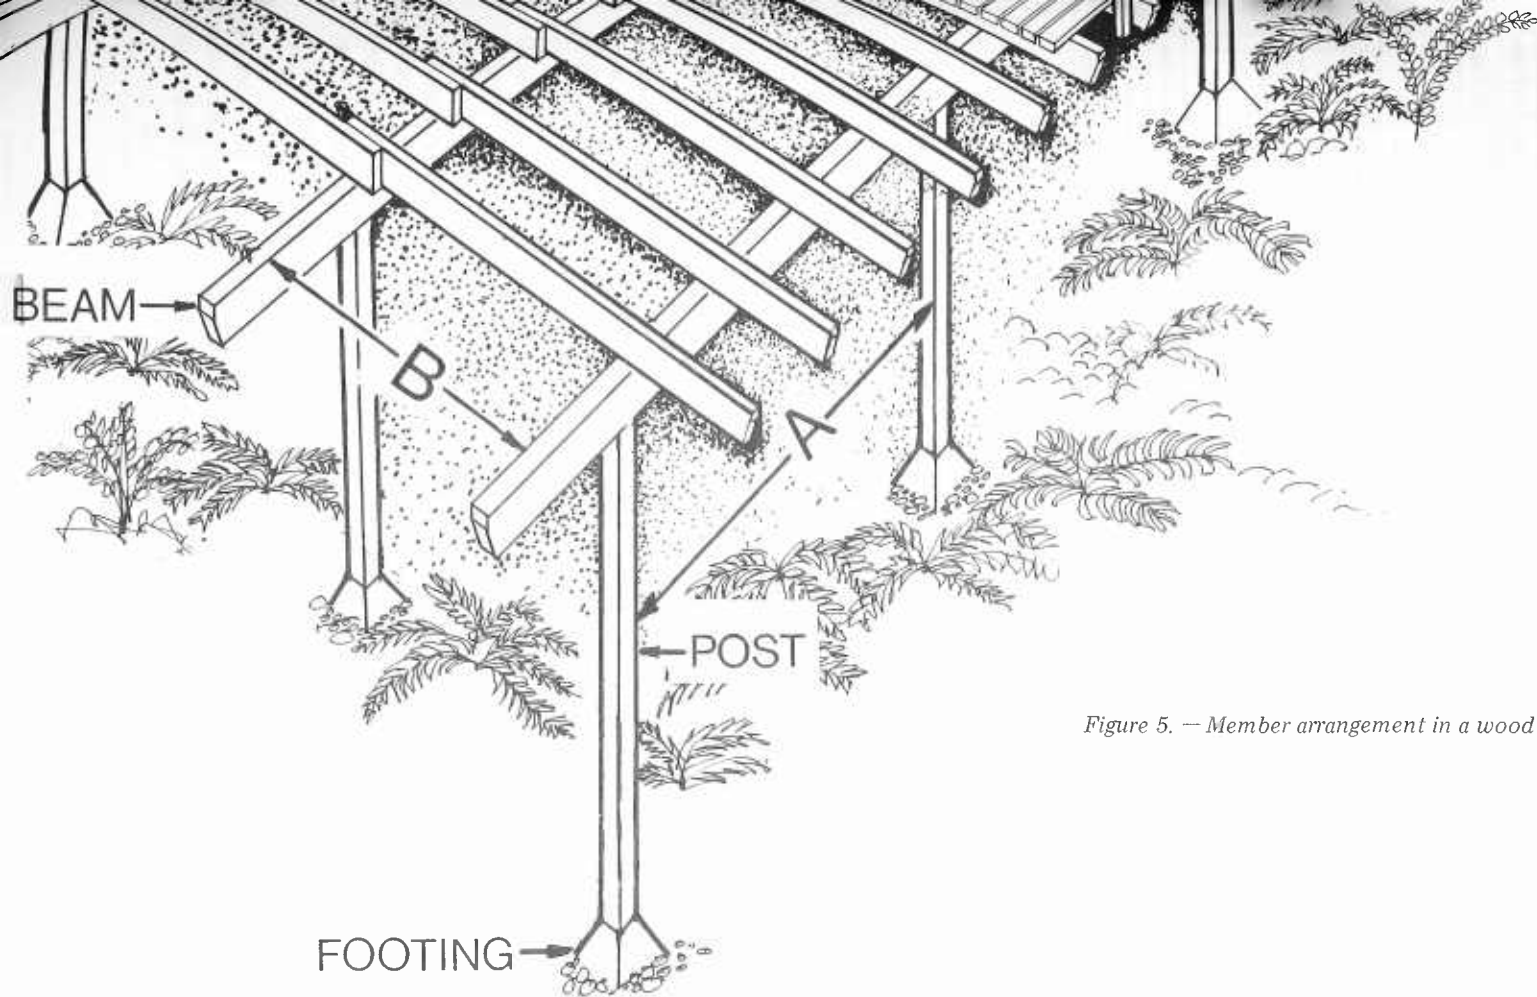 BEAM
B
A
POST
Figure 5. — Member arrangement in a wood
FOOTING